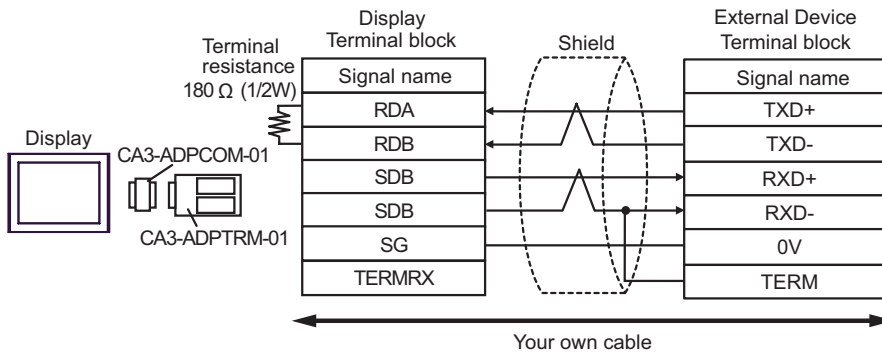 Display
Terminal block
Shield
External Device
Terminal block
Terminal
resistance
180 Ω (1/2W)
Signal name
Signal name
RDA
TXD+
RDB
TXD-
Display
CA3-ADPCOM-01
SDB
RXD+
SDB
RXD-
CA3-ADPTRM-01
SG
0V
TERMRX
TERM
Your own cable